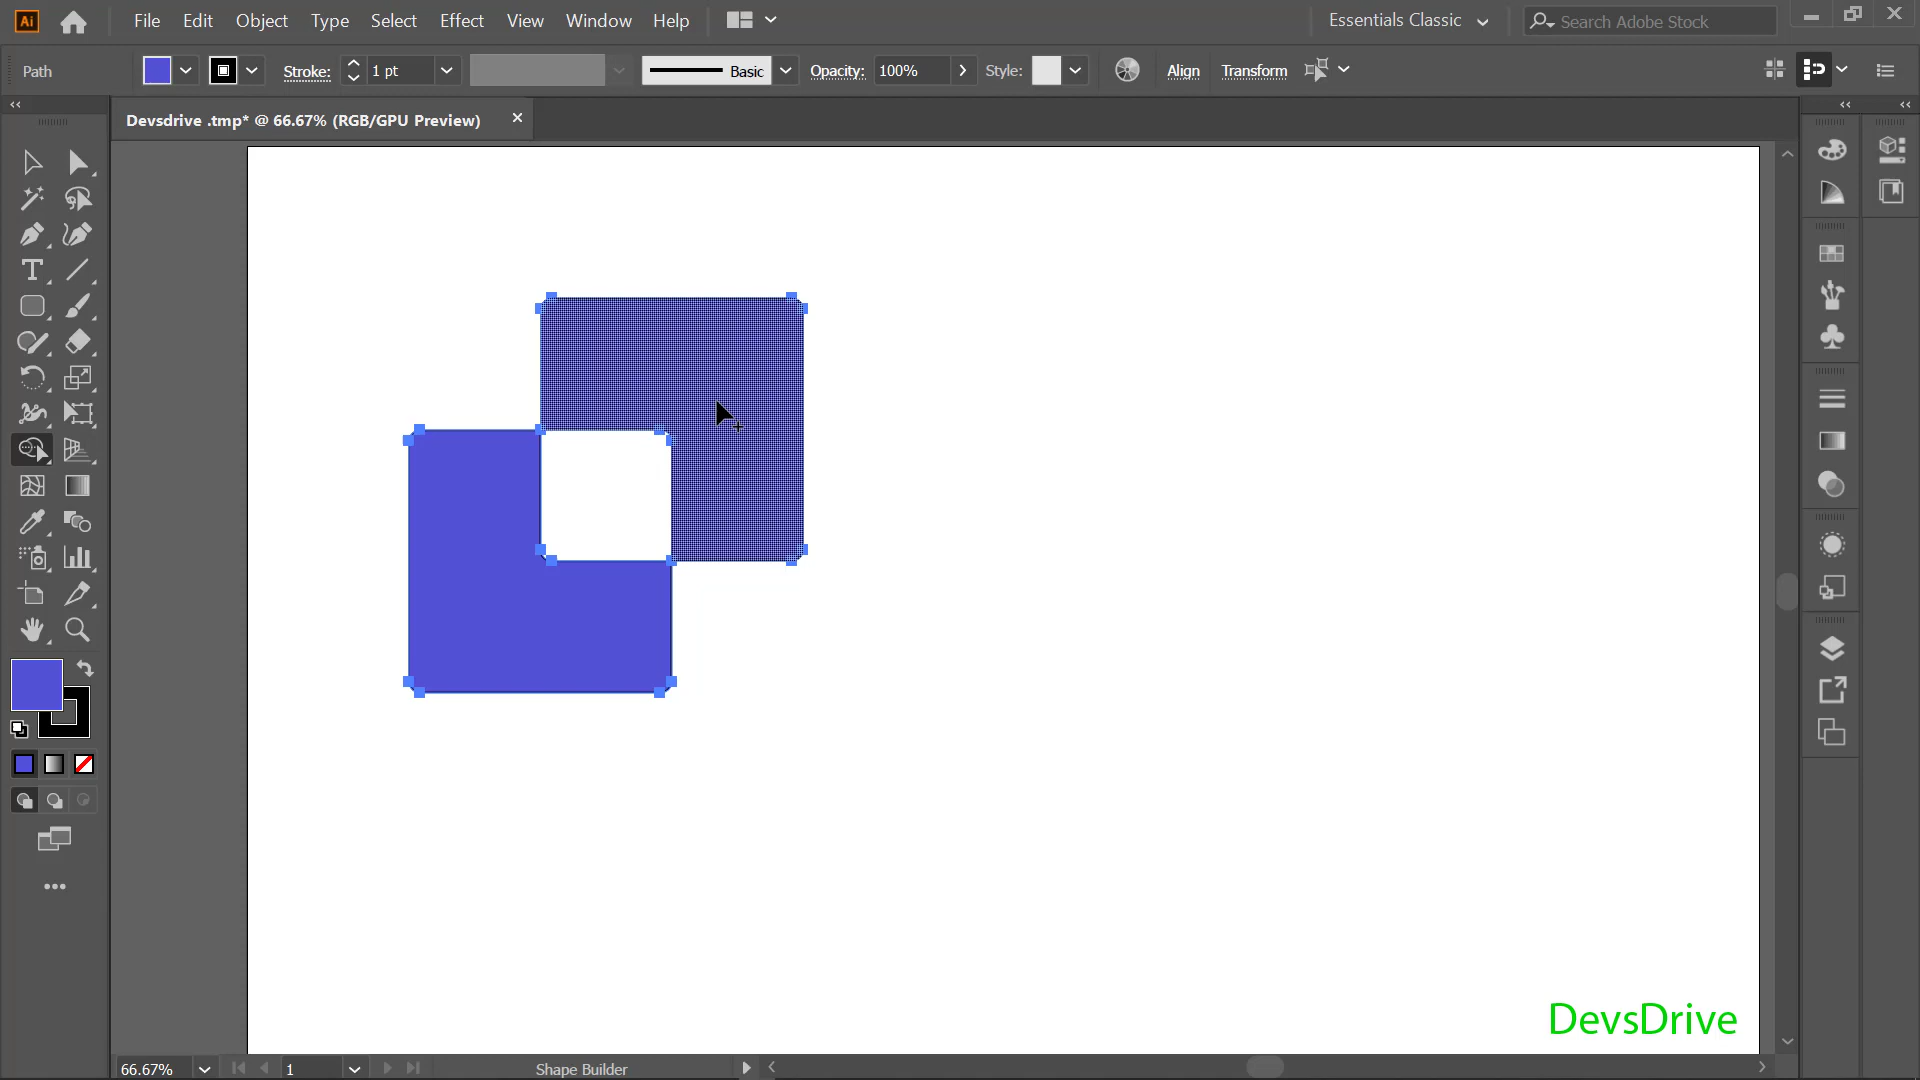 Ai File Edit Object Type Select Effect View Window Help Essentials Classic Search Adobe Stock
Path Stroke: 1 pt Basic Opacity: 100% Style: Align Transform
Devsdrive .tmp* @ 66.67% (RGB/GPU Preview)
DevsDrive
66.67% 1 Shape Builder